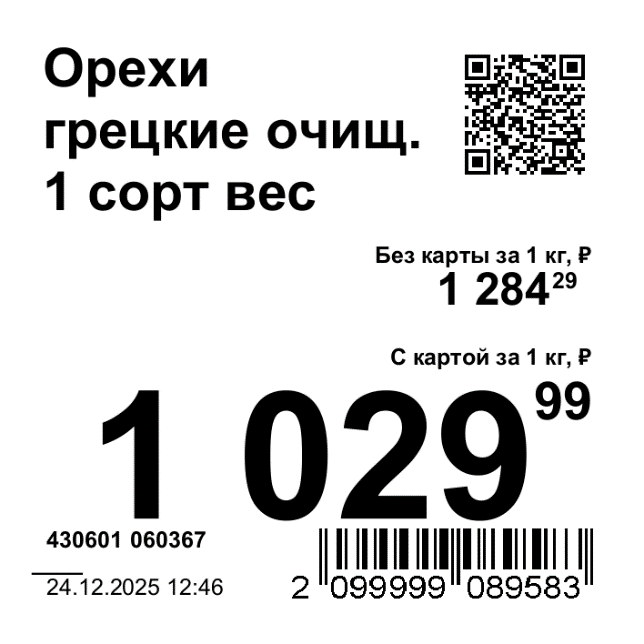 Орехи
грецкие очищ.
1 сорт вес
Без карты за 1 кг, ₽
1 284 29
С картой за 1 кг, ₽
1 029 99
430601 060367
24.12.2025 12:46
2 099999 089583